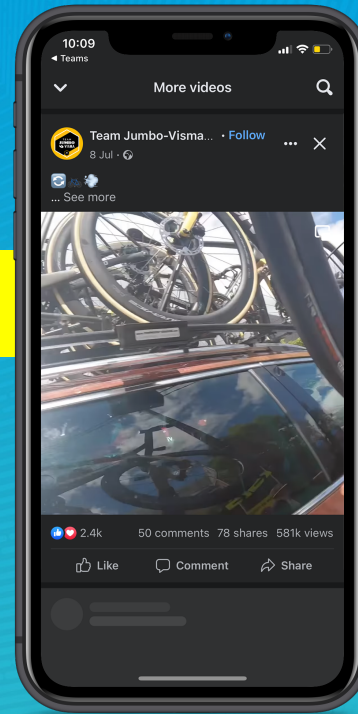 10:09
◄ Teams
More videos
Team Jumbo-Visma... • Follow
8 Jul •
... See more
2.4k 50 comments 78 shares 581k views
Like Comment Share